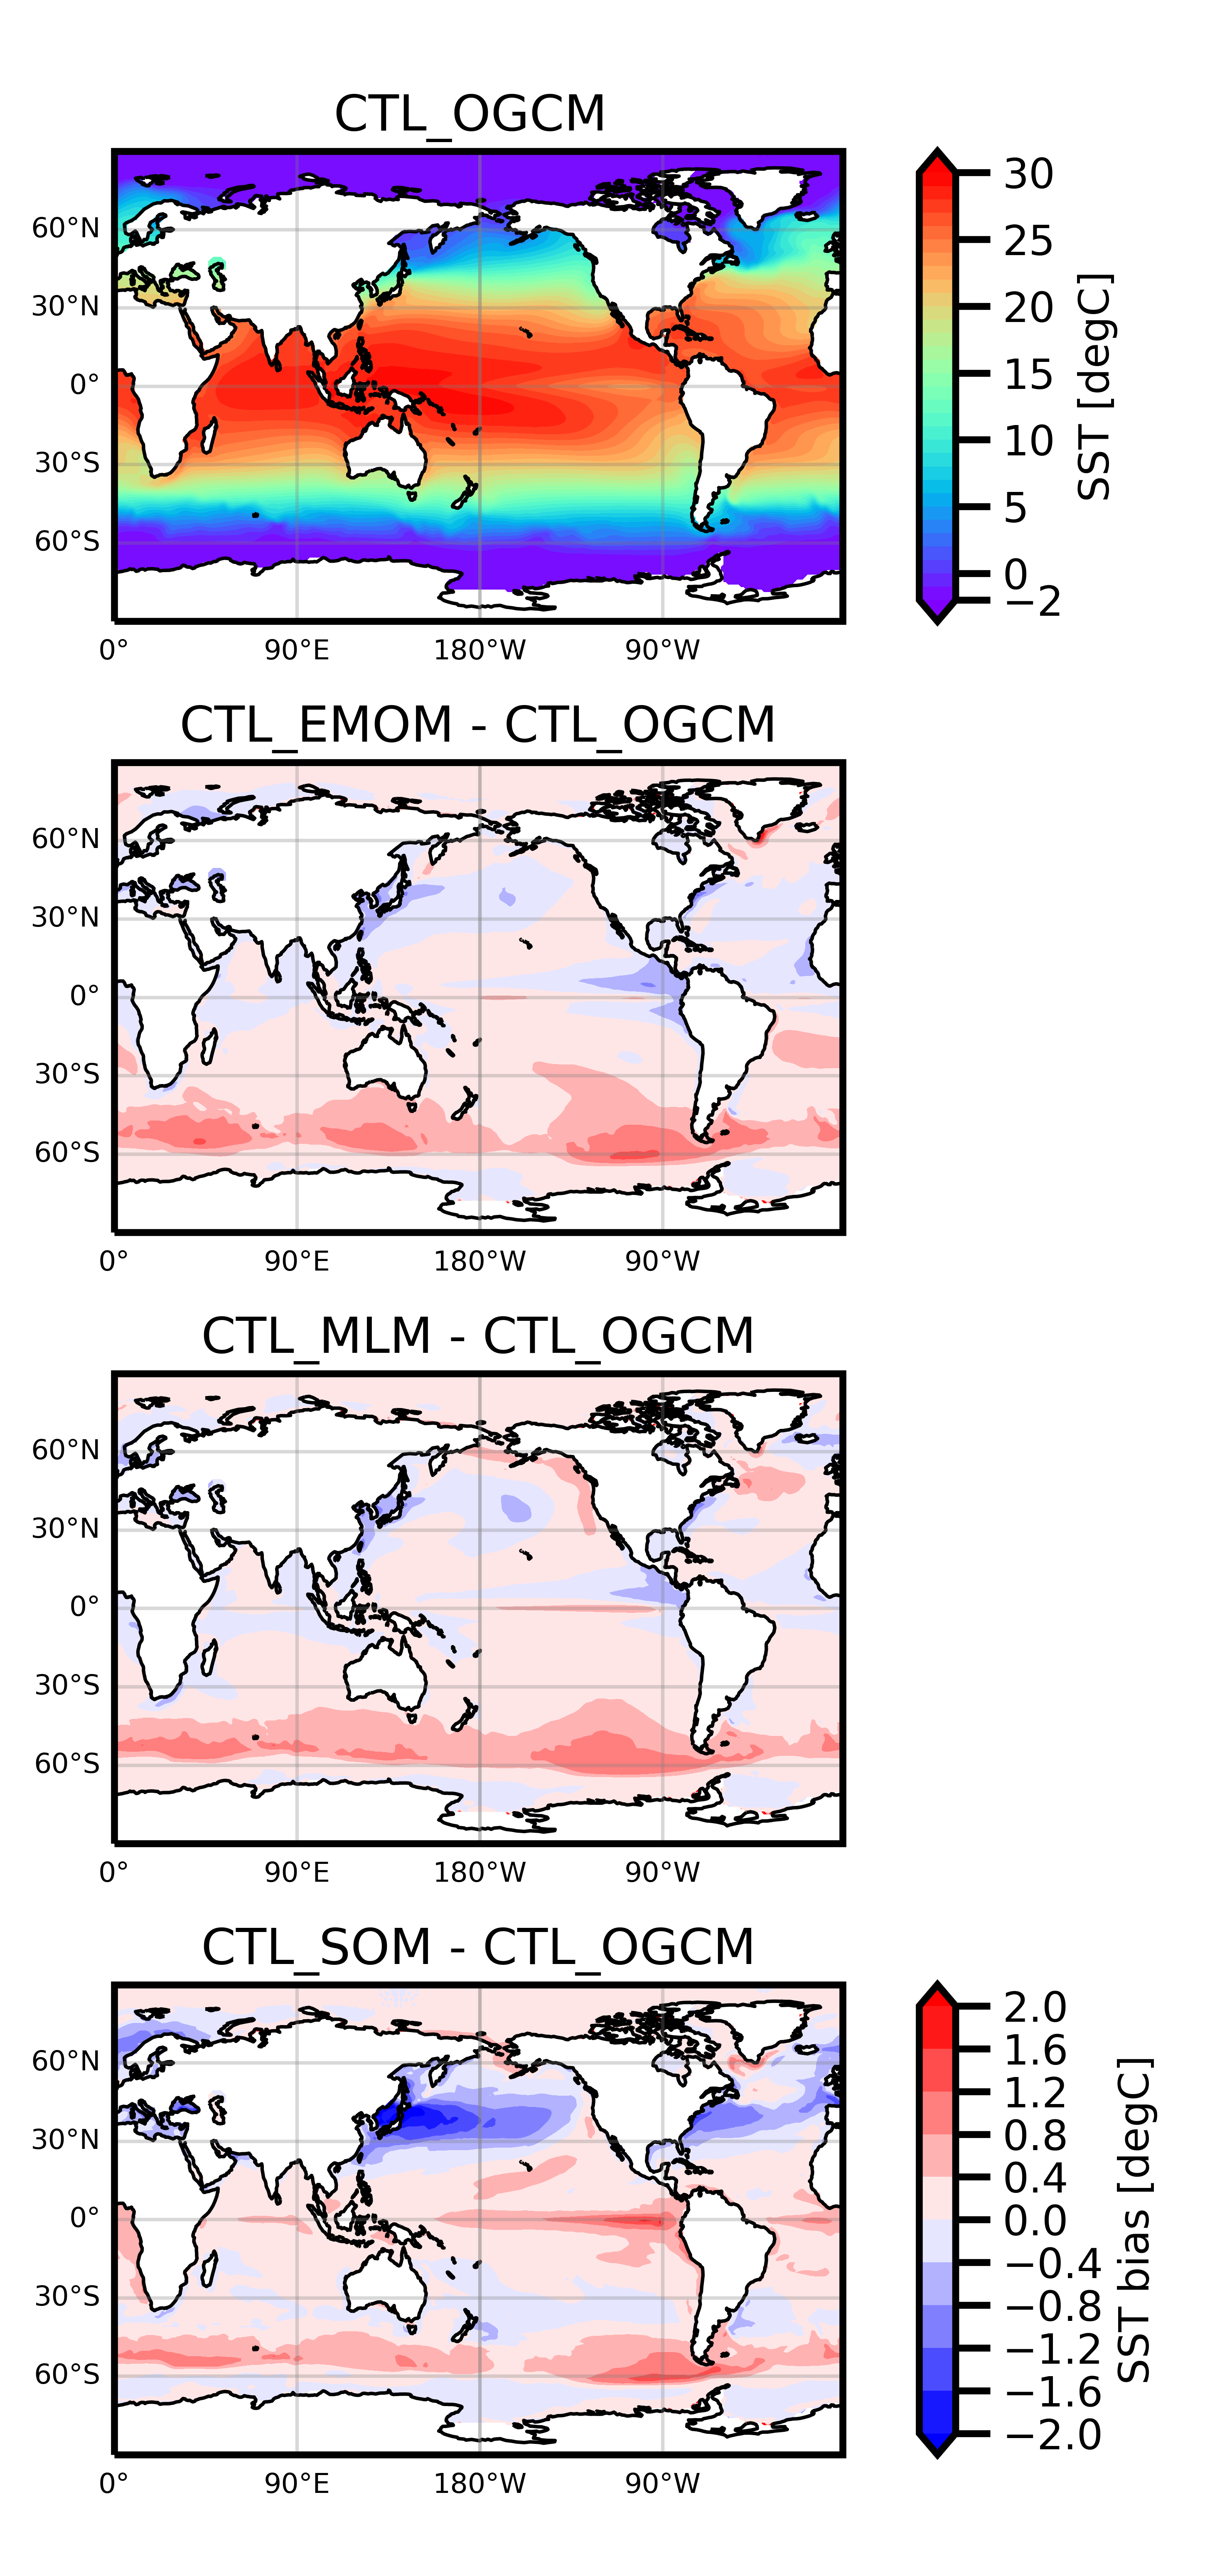 CTL_OGCM
60°N
30°N
0°
30°S
60°S
0°
90°E
180°W
90°W
30
25
20
15
10
5
0
−2
SST [degC]
CTL_EMOM - CTL_OGCM
60°N
30°N
0°
30°S
60°S
0°
90°E
180°W
90°W
CTL_MLM - CTL_OGCM
60°N
30°N
0°
30°S
60°S
0°
90°E
180°W
90°W
CTL_SOM - CTL_OGCM
60°N
30°N
0°
30°S
60°S
0°
90°E
180°W
90°W
2.0
1.6
1.2
0.8
0.4
0.0
−0.4
−0.8
−1.2
−1.6
−2.0
SST bias [degC]